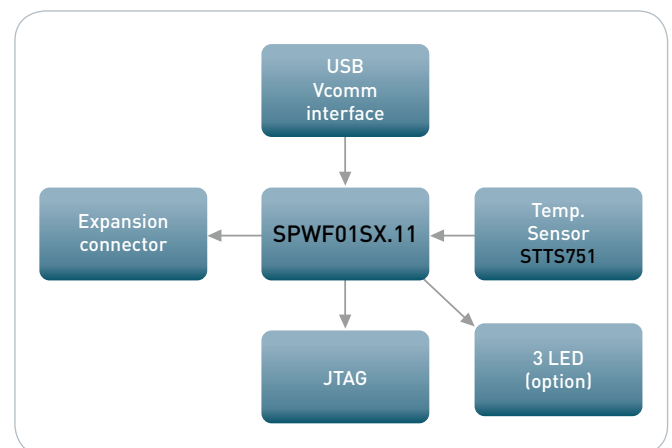 USB
Vcomm
interface
Expansion
connector
SPWF01SX.11
Temp.
Sensor
STTS751
JTAG
3 LED
(option)